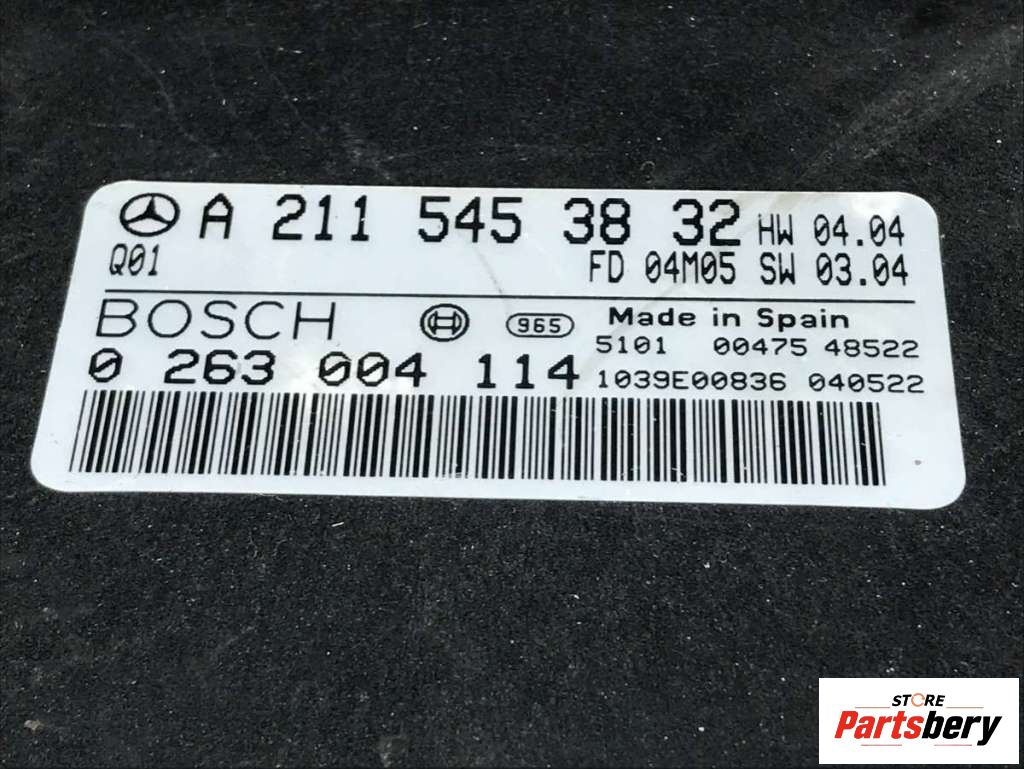 A 211 545 38 32 HW 04.04
Q01 FD 04M05 SW 03.04
BOSCH 965 Made in Spain
5101 00475 48522
0 263 004 114 1039E00836 040522
STORE
Partsbery